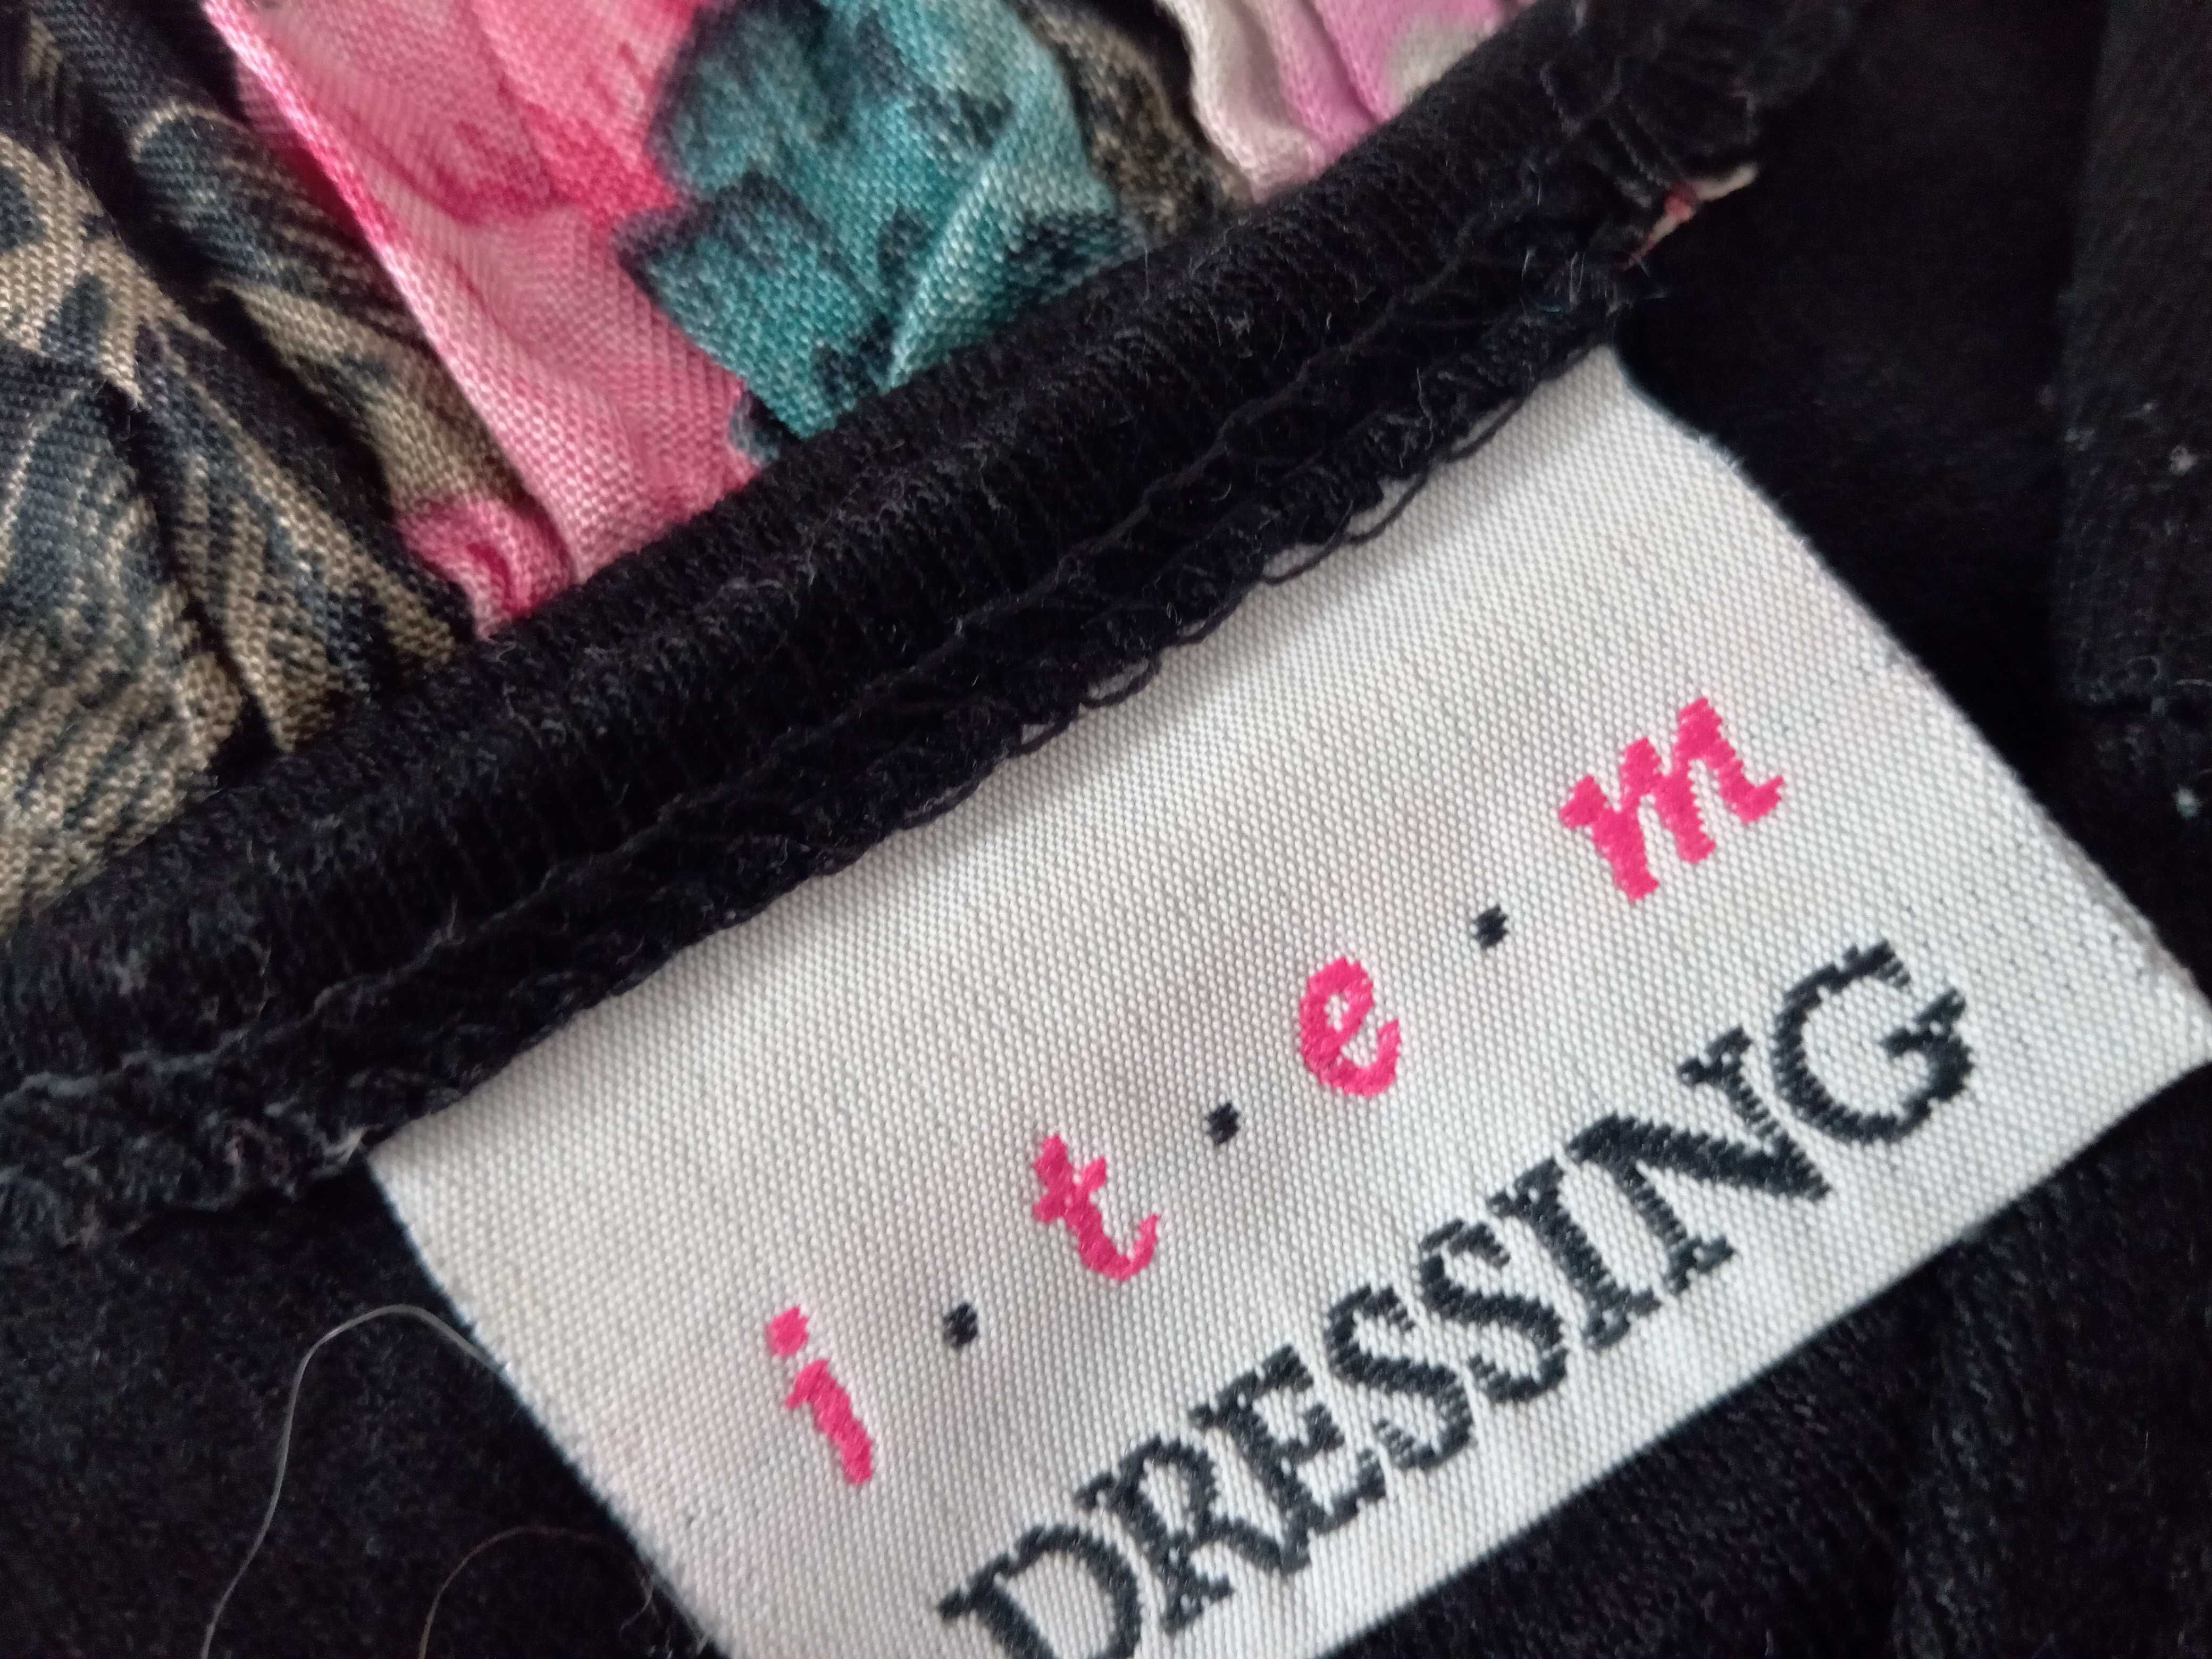 i · t · e · m
DRESSING